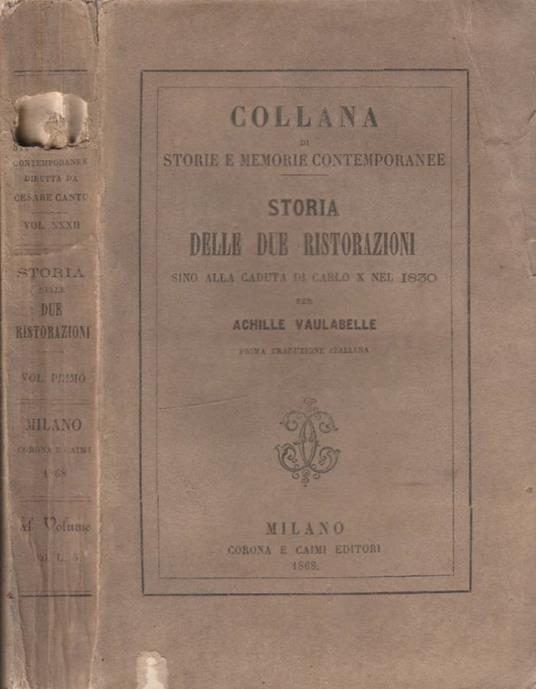 COLLANA
DI
STORIE E MEMORIE CONTEMPORANEE
STORIA
DELLE DUE RISTORAZIONI
SINO ALLA CADUTA DI CARLO X NEL 1830
PER
ACHILLE VAULABELLE
PRIMA TRADUZIONE ITALIANA
MILANO
CORONA E CAIMI EDITORI
1868.
CONTEMPORANEE
DIRETTA DA
CESARE CANTÙ
VOL. XXXII
STORIA
DELLE
DUE
RISTORAZIONI
VOL. PRIMO
MILANO
CORONA E CAIMI
1868
Volume